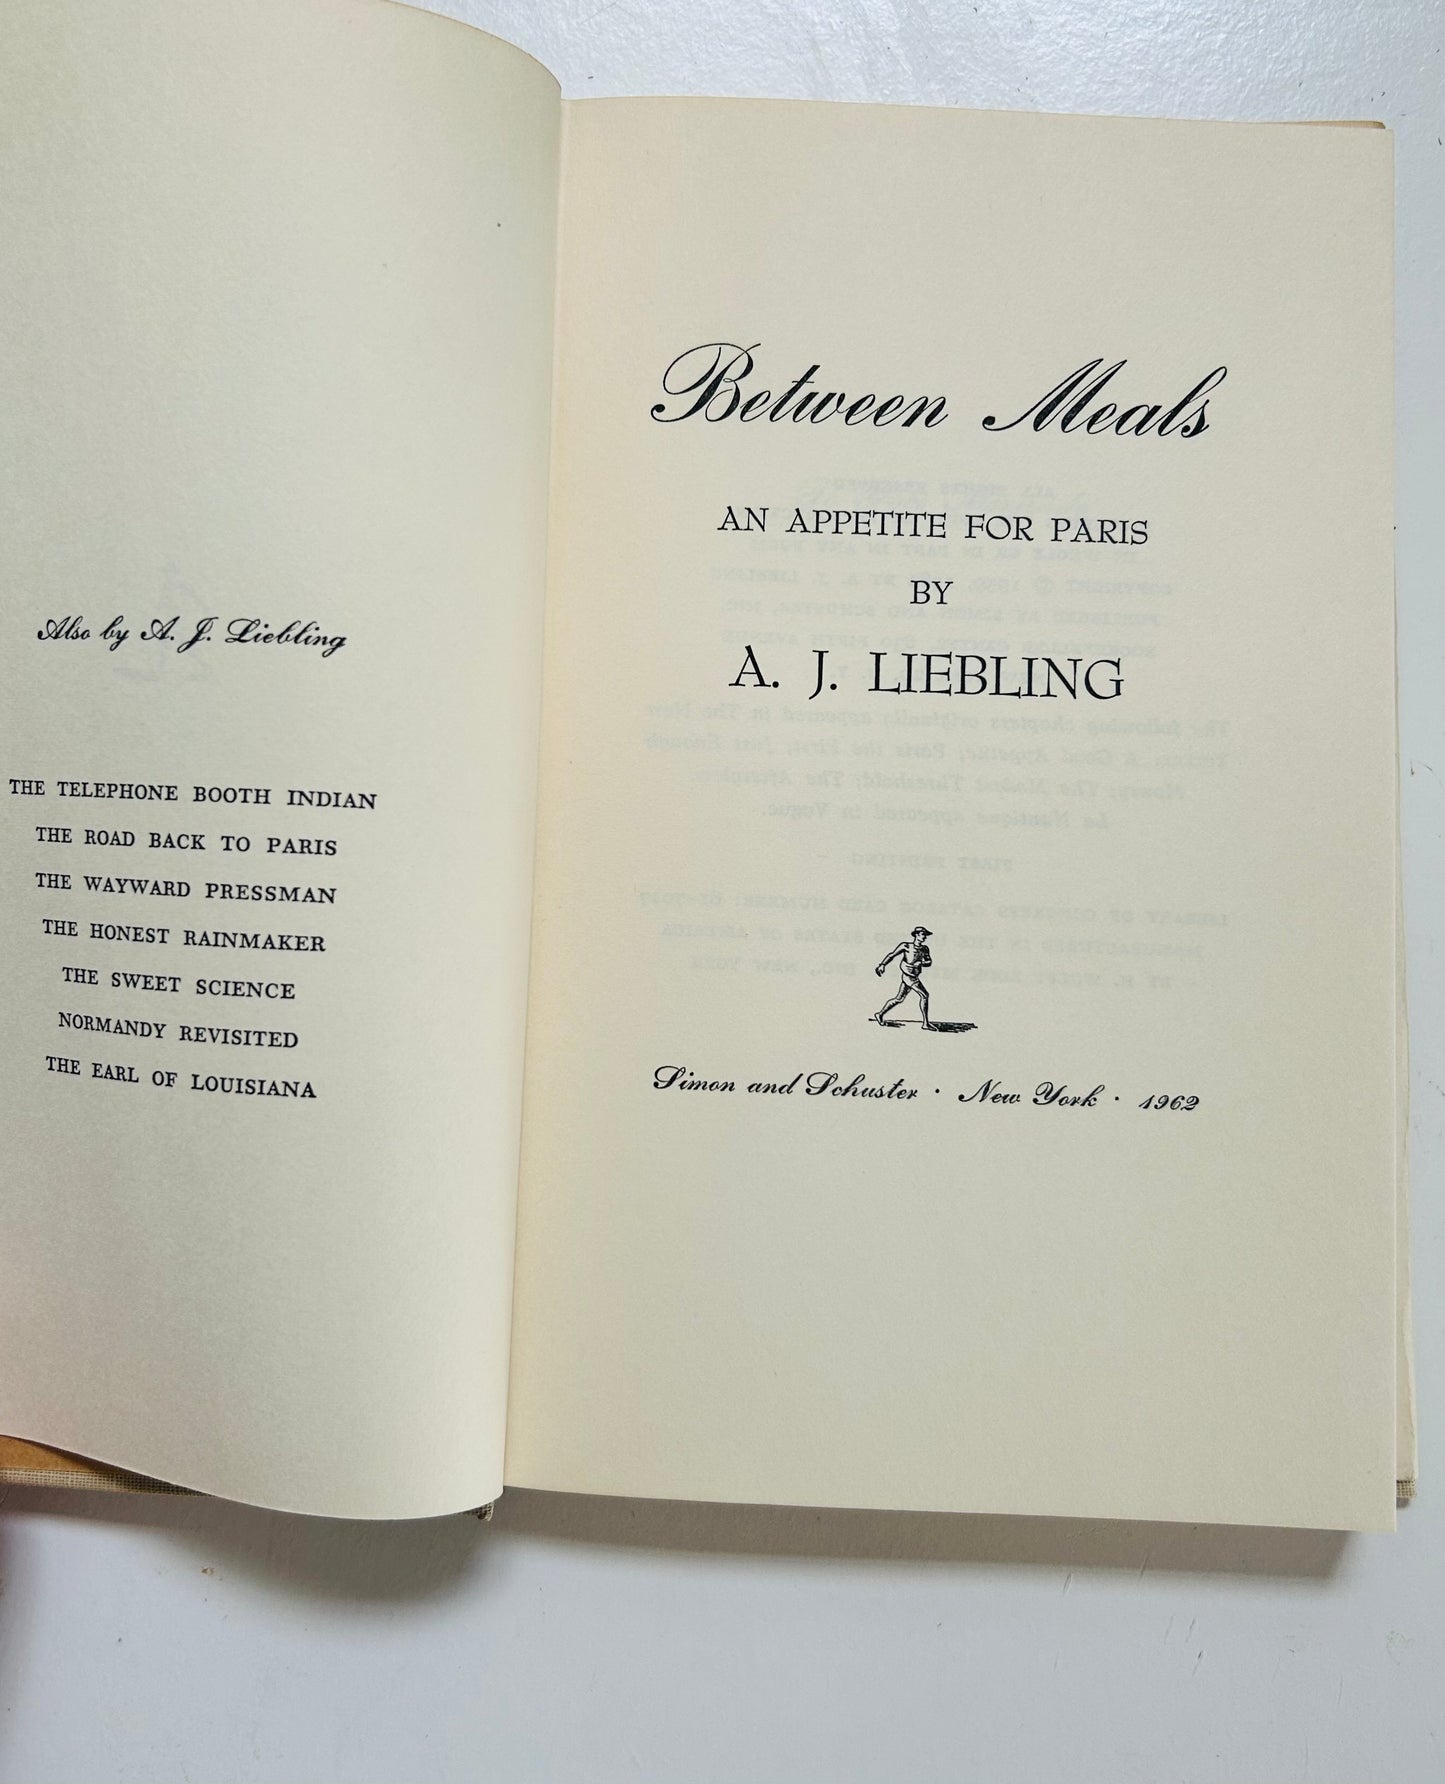 Also by A. J. Liebling
THE TELEPHONE BOOTH INDIAN
THE ROAD BACK TO PARIS
THE WAYWARD PRESSMAN
THE HONEST RAINMAKER
THE SWEET SCIENCE
NORMANDY REVISITED
THE EARL OF LOUISIANA
Between Meals
AN APPETITE FOR PARIS
BY
A. J. LIEBLING
Simon and Schuster · New York · 1962